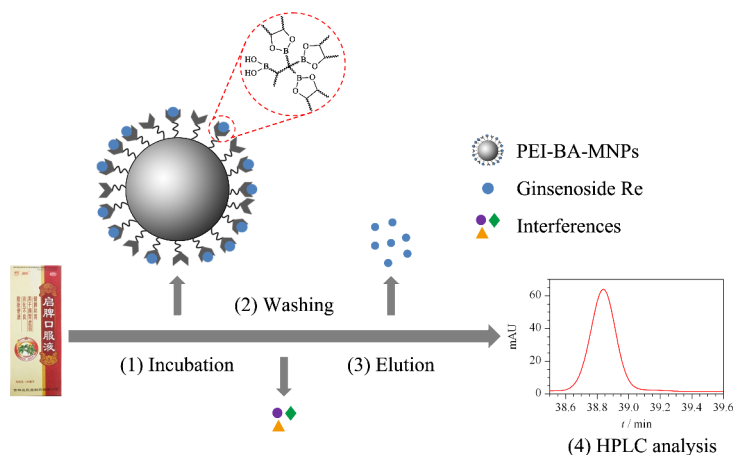 O
O
B
O
B
O
HO
B
HO
B
O
O
PEI-BA-MNPs
Ginsenoside Re
Interferences
启脾口服液
(2) Washing
(1) Incubation
(3) Elution
mAU
60
40
20
0
38.6 38.8 39.0 39.2 39.4 39.6
t / min
(4) HPLC analysis